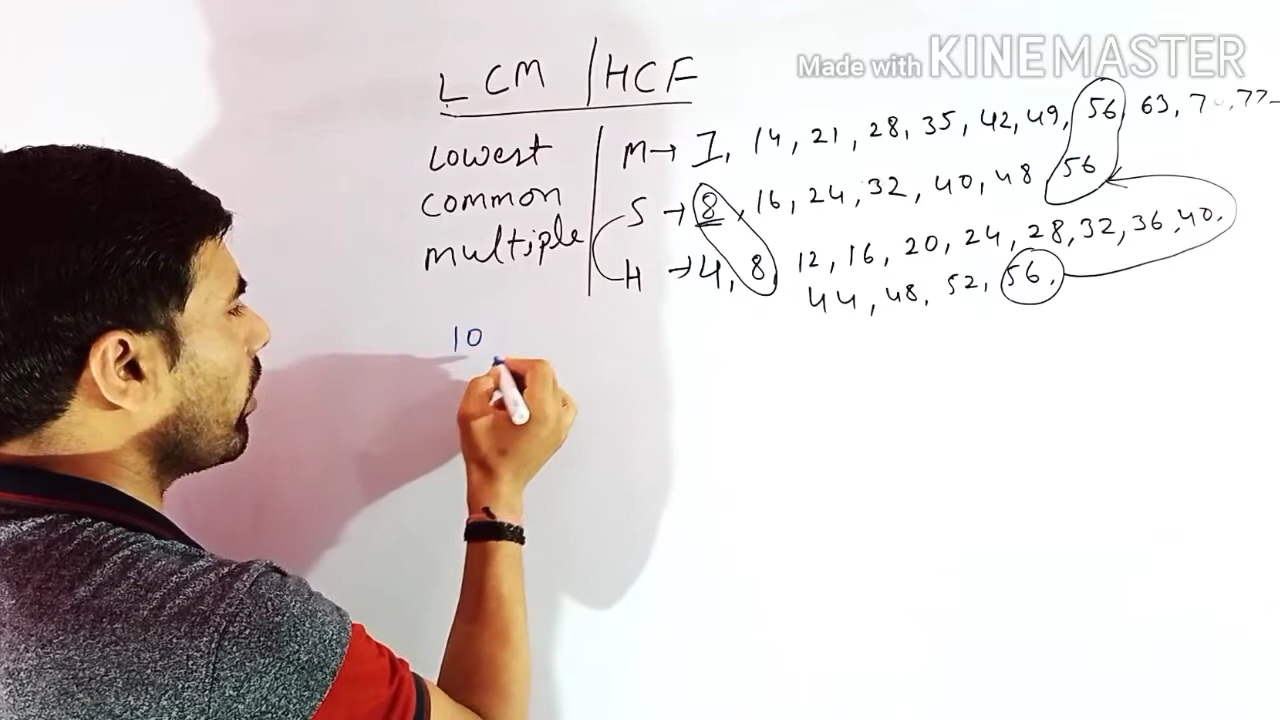 Made with KINEMASTER
LCM / HCF
Lowest
common
multiple
M → 7, 14, 21, 28, 35, 42, 49, 56, 63, 70, 77
S → 8, 16, 24, 32, 40, 48 56
H → 4, 8, 12, 16, 20, 24, 28, 32, 36, 40,
44, 48, 52, 56.
10